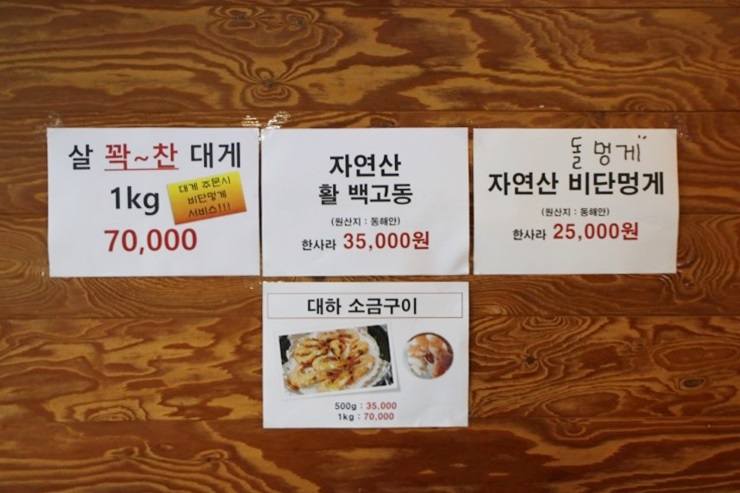 살 꽉~찬 대게
1kg
대게 주문시
비단멍게
서비스!!!
70,000
자연산
활 백고동
(원산지 : 동해안)
한사라 35,000원
돌멍게"
자연산 비단멍게
(원산지 : 동해안)
한사라 25,000원
대하 소금구이
500g : 35,000
1kg : 70,000